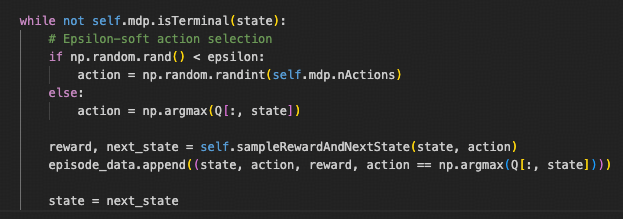 while not self.mdp.isTerminal(state):
    # Epsilon-soft action selection
    if np.random.rand() < epsilon:
        action = np.random.randint(self.mdp.nActions)
    else:
        action = np.argmax(Q[:, state])

    reward, next_state = self.sampleRewardAndNextState(state, action)
    episode_data.append((state, action, reward, action == np.argmax(Q[:, state])))

    state = next_state